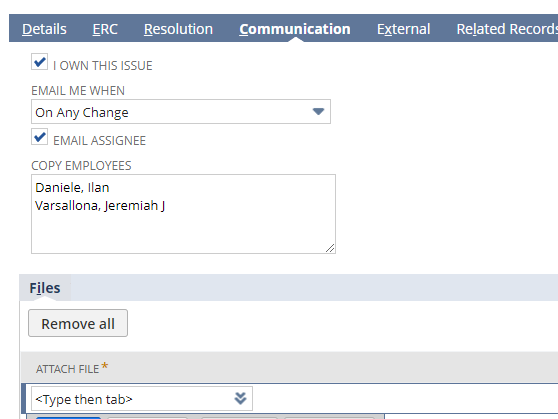 Details ERC Resolution Communication External Related Records
I OWN THIS ISSUE
EMAIL ME WHEN
On Any Change
EMAIL ASSIGNEE
COPY EMPLOYEES
Daniele, Ilan
Varsallona, Jeremiah J
Files
Remove all
ATTACH FILE*
<Type then tab>